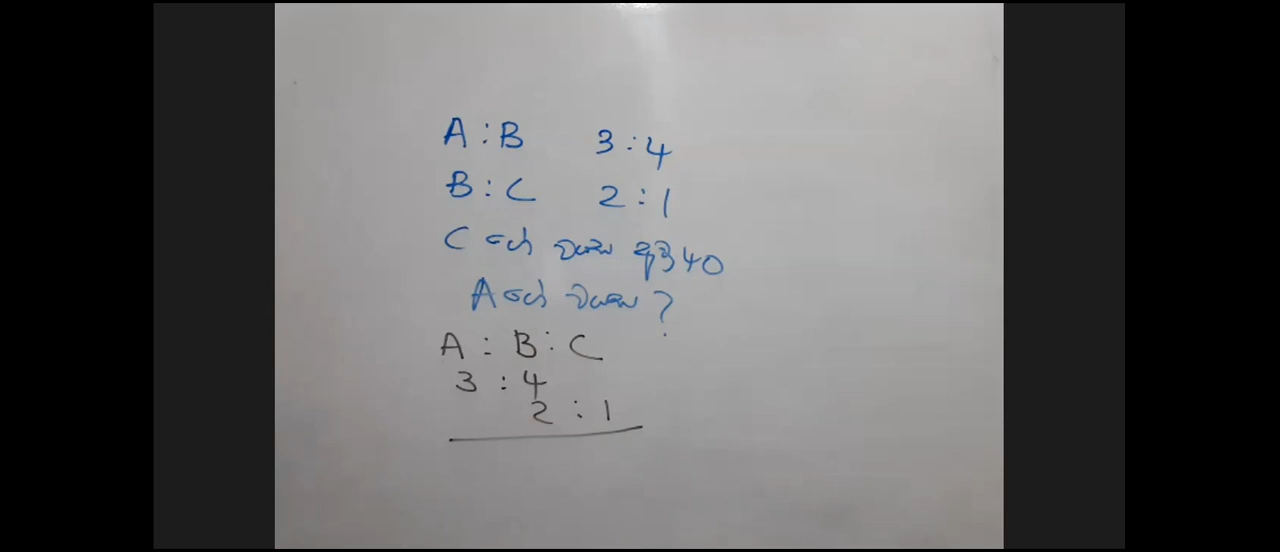 A : B 3 : 4
B : C 2 : 1
C ගේ වයස අවු 40
A ගේ වයස ?
A : B : C
3 : 4
2 : 1